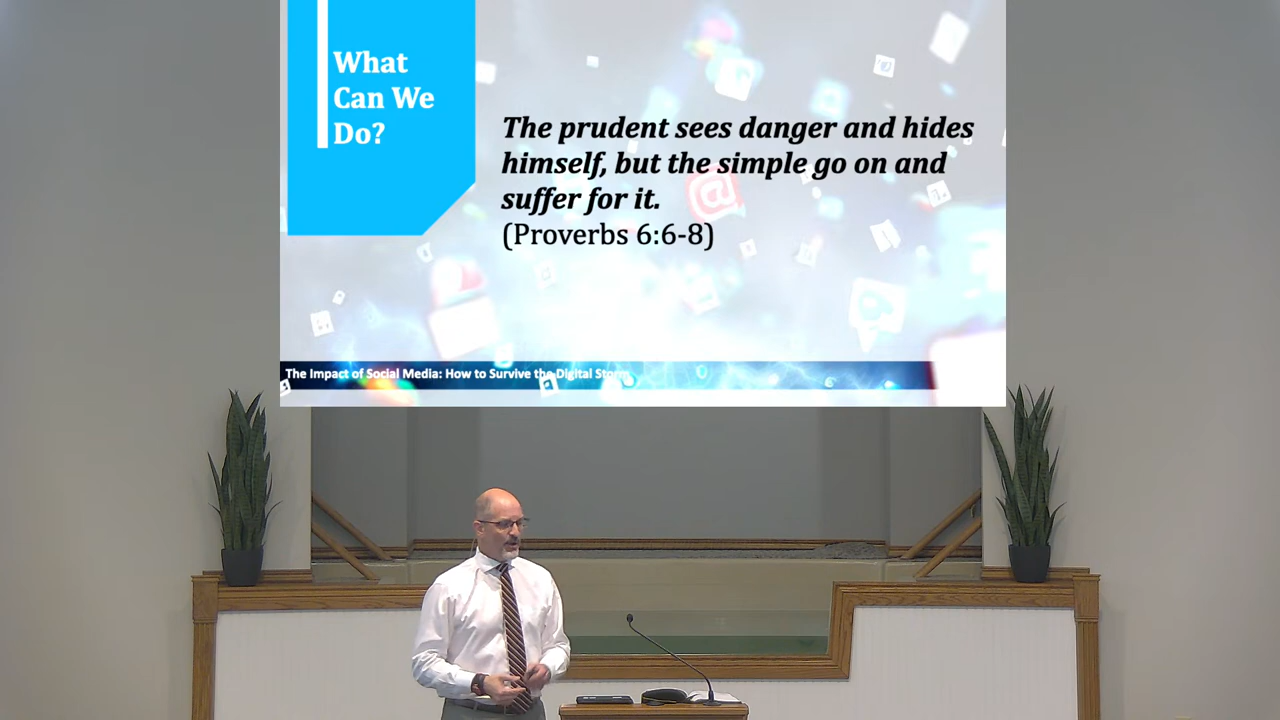 What
Can We
Do?
The prudent sees danger and hides
himself, but the simple go on and
suffer for it.
(Proverbs 6:6-8)
The Impact of Social Media: How to Survive the Digital Storm